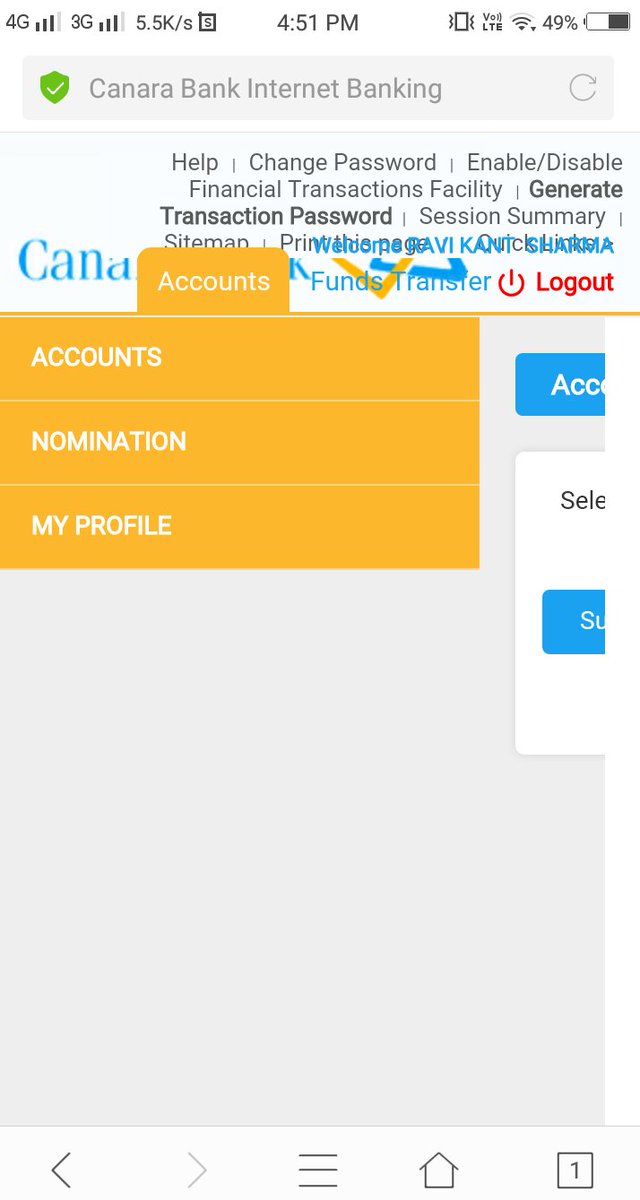 4G 3G 5.5K/s S 4:51 PM Vo) LTE 49%
Canara Bank Internet Banking
Help | Change Password | Enable/Disable
Financial Transactions Facility | Generate
Transaction Password | Session Summary |
Sitemap | Print this page Quick Links >
Welcome RAVI KANT SHARMA
Cana k
Accounts Funds Transfer Logout
ACCOUNTS
Acco
NOMINATION
Sele
MY PROFILE
Su
1